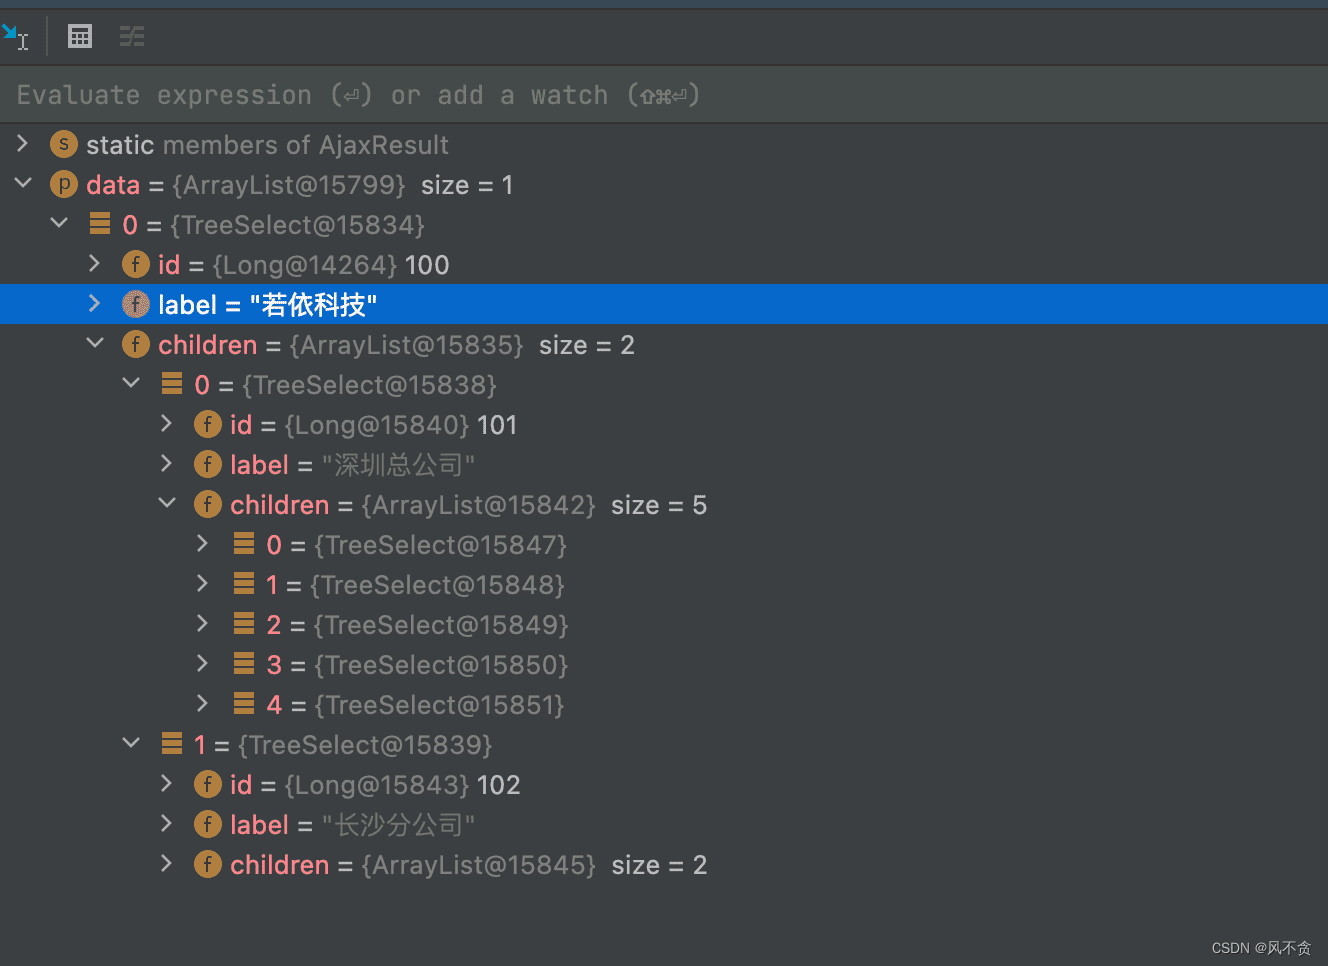 Evaluate expression (⏎) or add a watch (⇧⌘⏎)
s static members of AjaxResult
p data = {ArrayList@15799} size = 1
0 = {TreeSelect@15834}
f id = {Long@14264} 100
f label = "若依科技"
f children = {ArrayList@15835} size = 2
0 = {TreeSelect@15838}
f id = {Long@15840} 101
f label = "深圳总公司"
f children = {ArrayList@15842} size = 5
0 = {TreeSelect@15847}
1 = {TreeSelect@15848}
2 = {TreeSelect@15849}
3 = {TreeSelect@15850}
4 = {TreeSelect@15851}
1 = {TreeSelect@15839}
f id = {Long@15843} 102
f label = "长沙分公司"
f children = {ArrayList@15845} size = 2
CSDN @风不贪